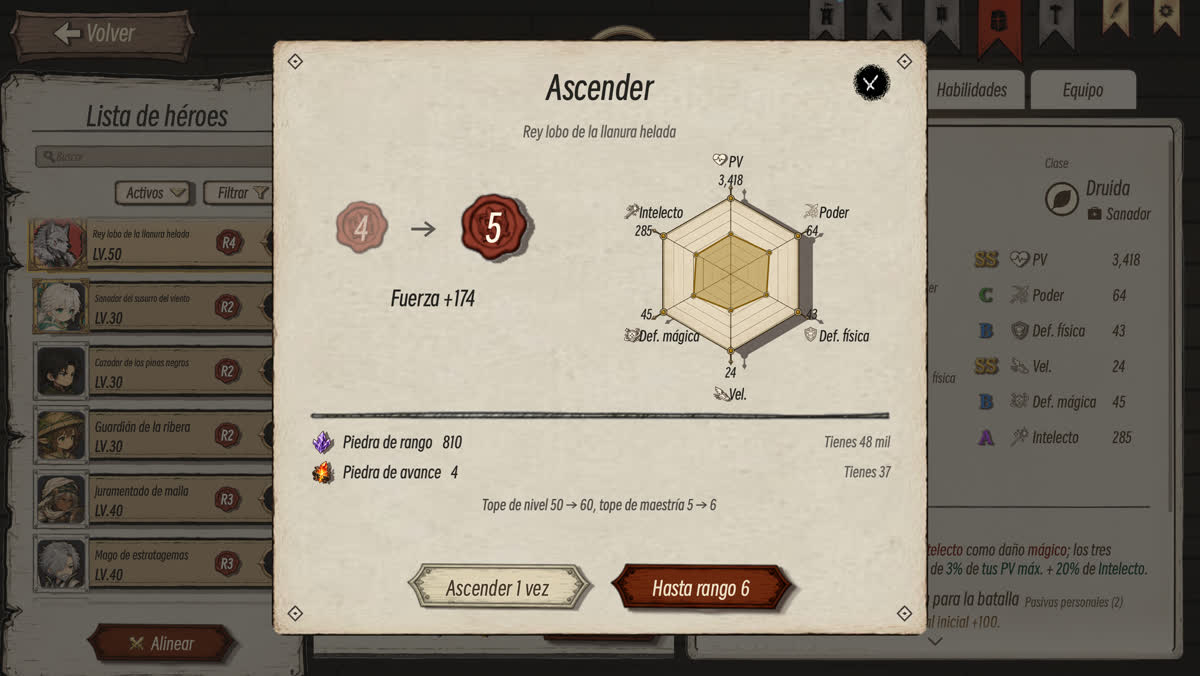 Volver
Lista de héroes
Buscar
Activos
Filtrar
Rey lobo de la llanura helada
LV.50
R4
Sanador del susurro del viento
LV.30
R2
Cazador de los pinos negros
LV.30
R2
Guardián de la ribera
LV.30
R2
Juramentado de malla
LV.40
R3
Mago de estratagemas
LV.40
R3
Alinear
Ascender
Rey lobo de la llanura helada
4
5
Fuerza +174
PV
3,418
Intelecto
285
Poder
64
45
Def. mágica
43
Def. física
24
Vel.
Piedra de rango 810
Tienes 48 mil
Piedra de avance 4
Tienes 37
Tope de nivel 50 → 60, tope de maestría 5 → 6
Ascender 1 vez
Hasta rango 6
Habilidades
Equipo
Clase
Druida
Sanador
SS PV 3,418
C Poder 64
B Def. física 43
SS Vel. 24
B Def. mágica 45
A Intelecto 285
física
como daño mágico; los tres
de 3% de tus PV máx. + 20% de Intelecto.
para la batalla Pasivas personales (2)
inicial +100.